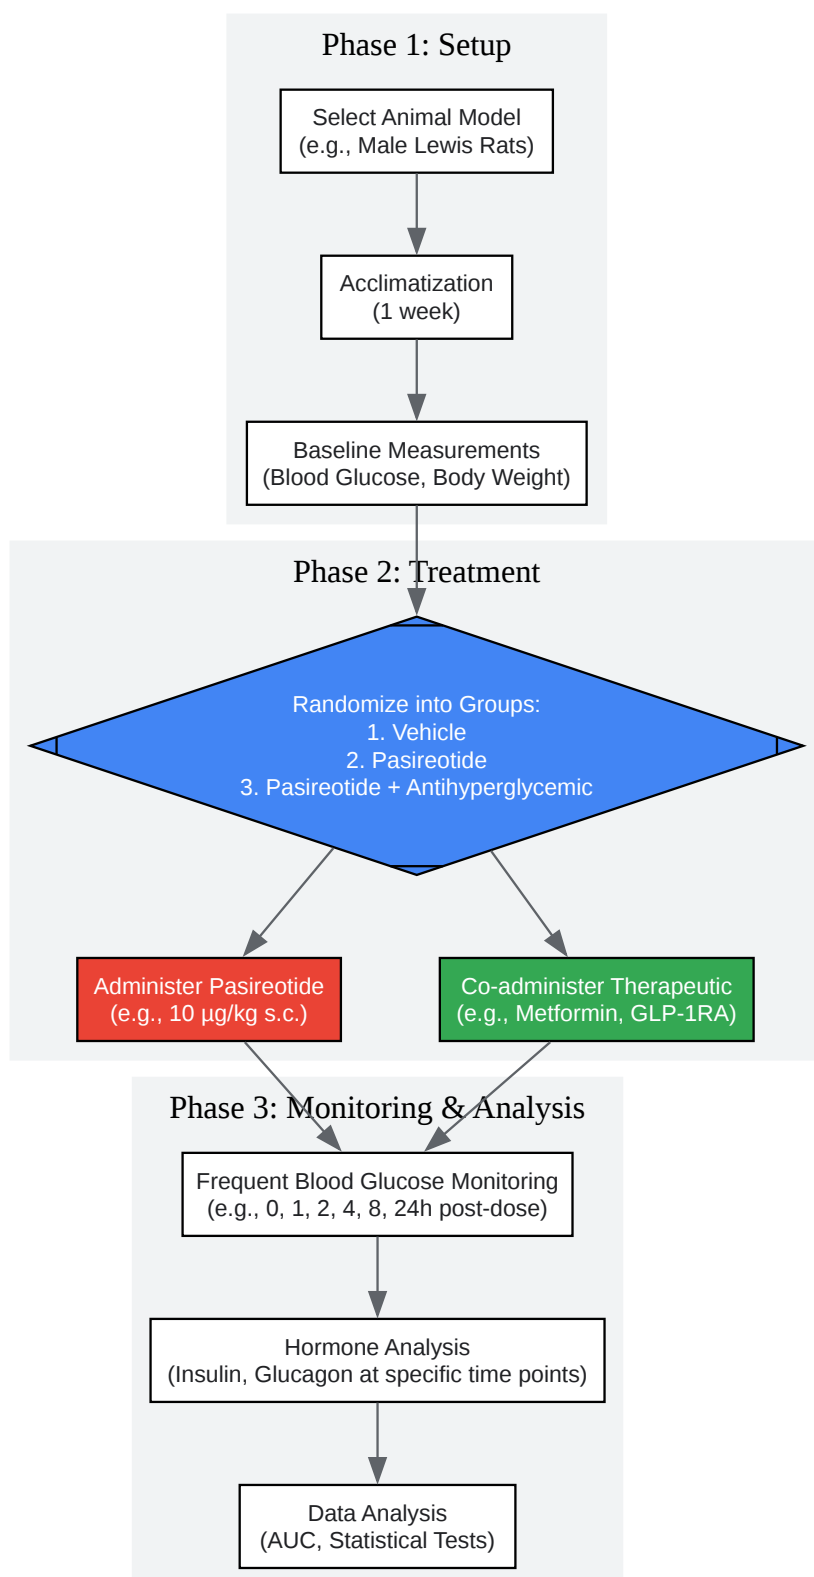 Phase 1: Setup
Select Animal Model
(e.g., Male Lewis Rats)
Acclimatization
(1 week)
Baseline Measurements
(Blood Glucose, Body Weight)
Phase 2: Treatment
Randomize into Groups:
1. Vehicle
2. Pasireotide
3. Pasireotide + Antihyperglycemic
Administer Pasireotide
(e.g., 10 µg/kg s.c.)
Co-administer Therapeutic
(e.g., Metformin, GLP-1RA)
Phase 3: Monitoring & Analysis
Frequent Blood Glucose Monitoring
(e.g., 0, 1, 2, 4, 8, 24h post-dose)
Hormone Analysis
(Insulin, Glucagon at specific time points)
Data Analysis
(AUC, Statistical Tests)